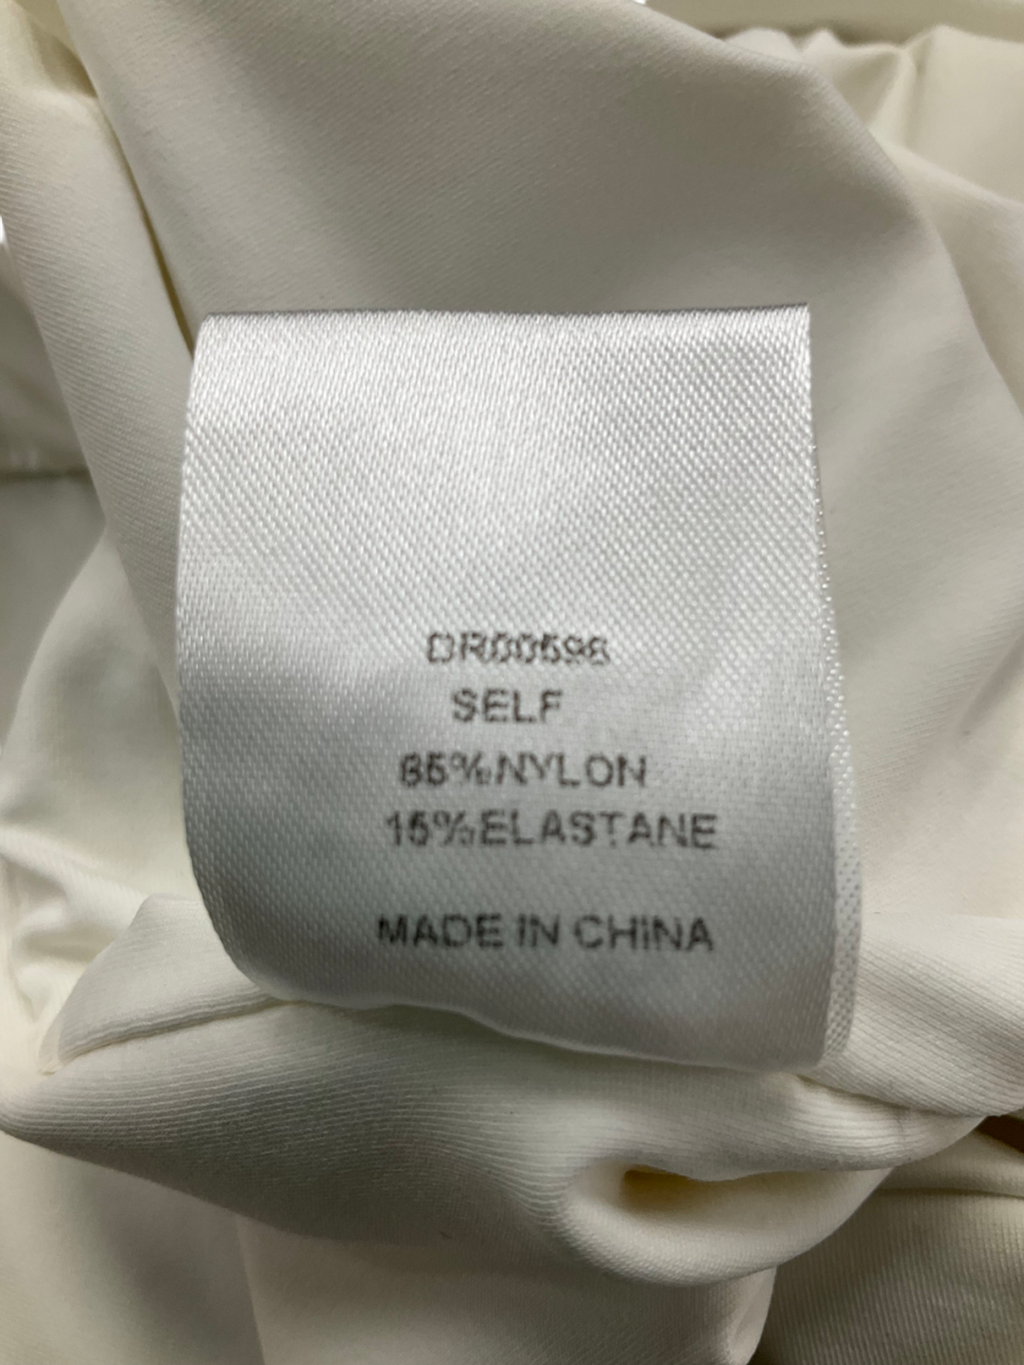 DR00598
SELF
85%NYLON
15%ELASTANE
MADE IN CHINA